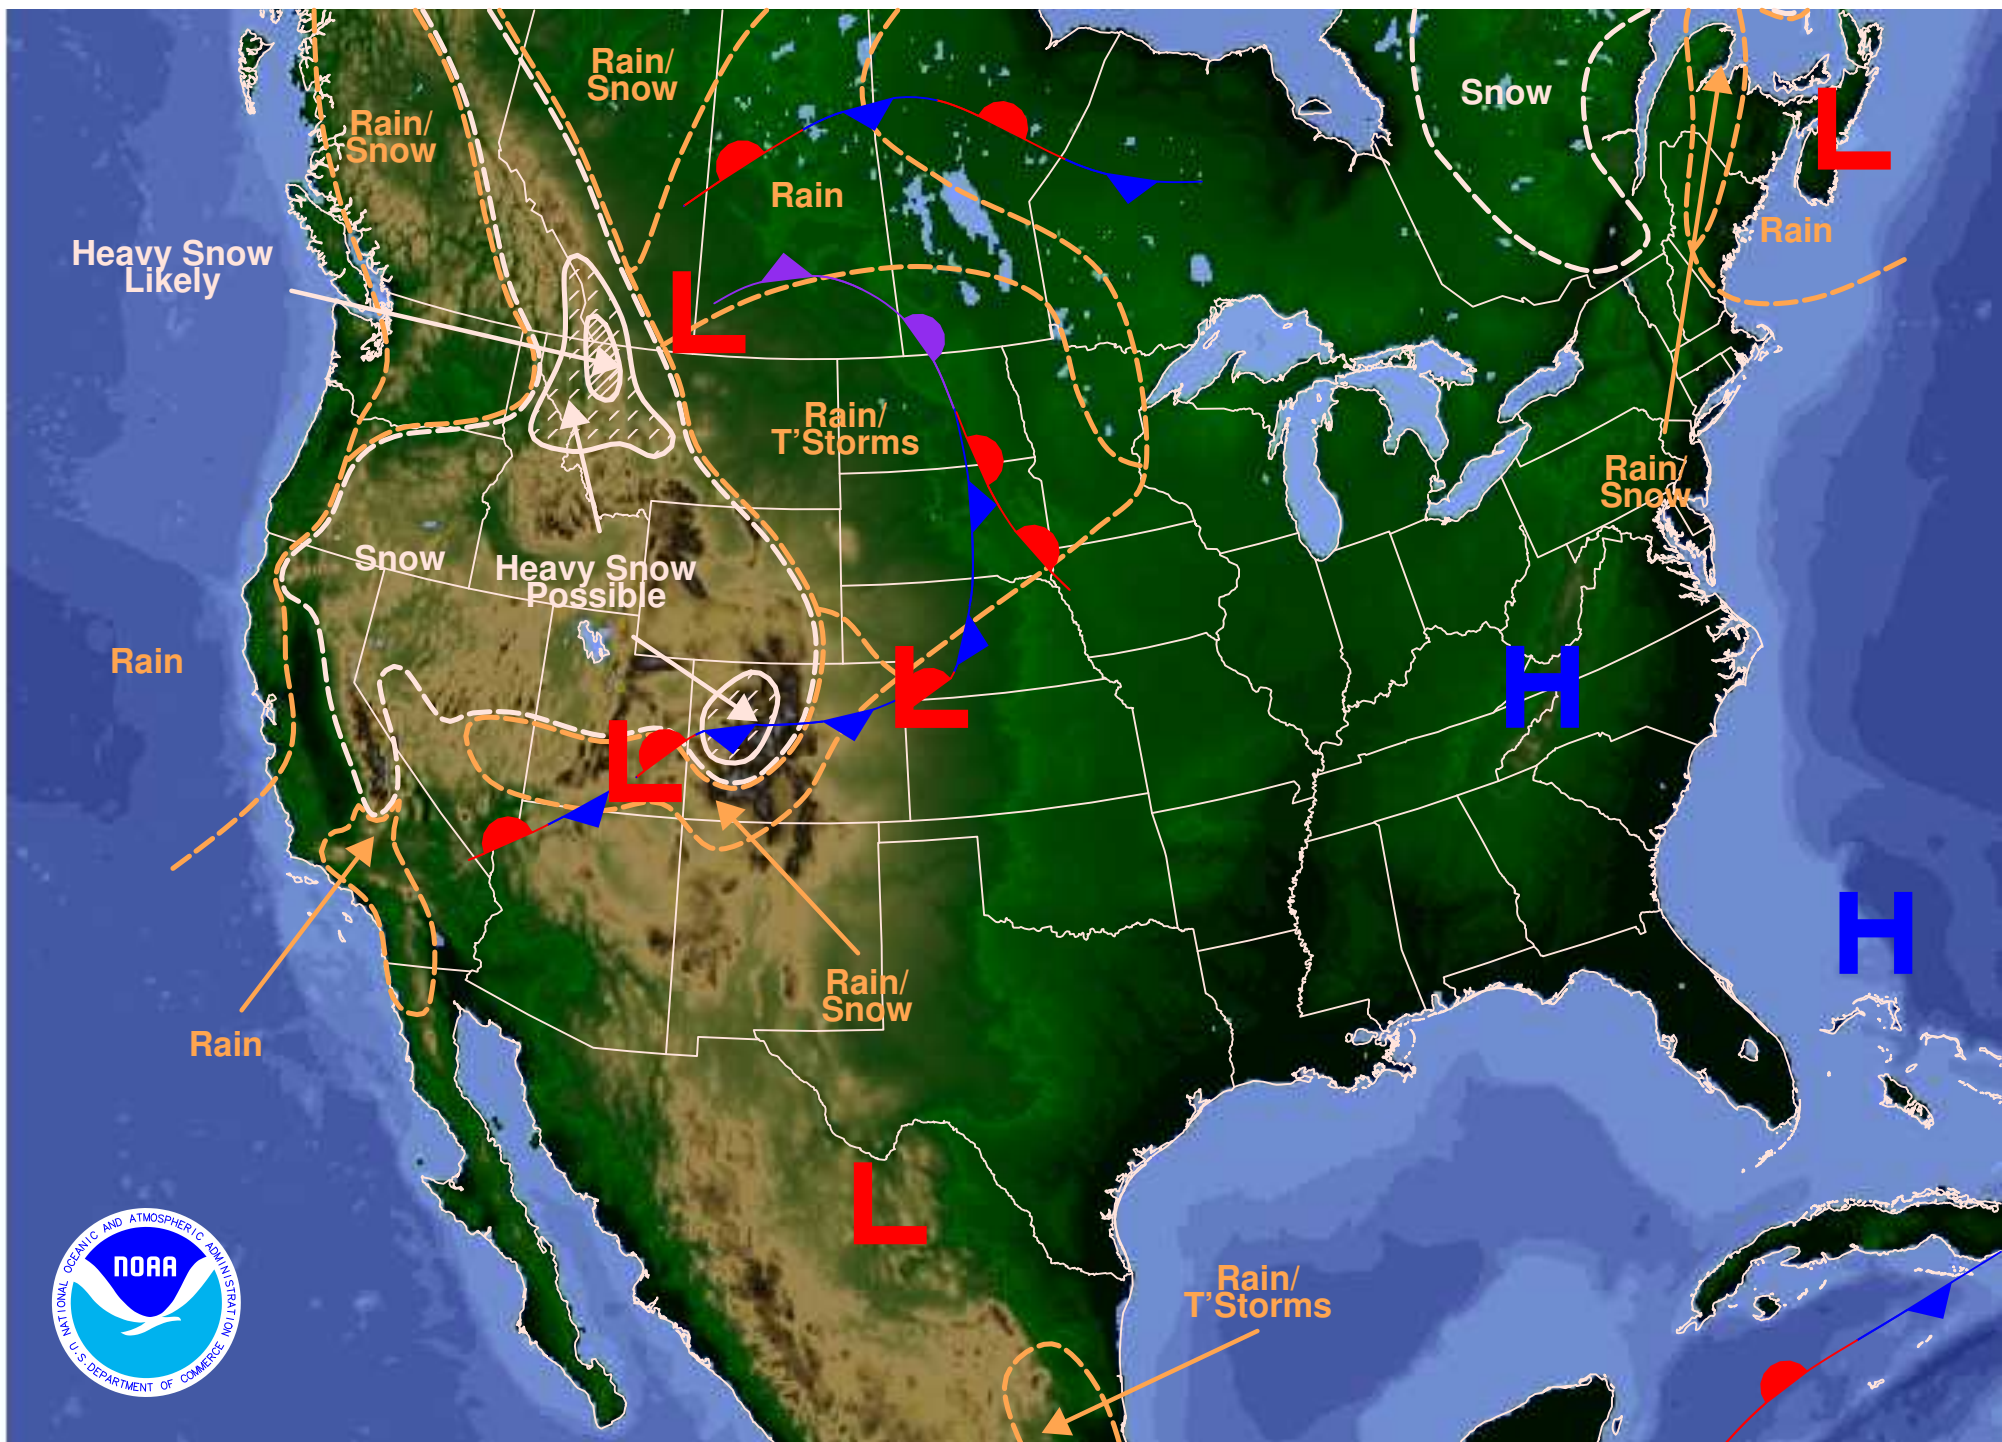 Rain/
Snow
Rain/
Snow
Snow
L
Rain
Rain
Heavy Snow
Likely
L
Rain/
T'Storms
Rain/
Snow
Snow
Heavy Snow
Possible
Rain
H
L
L
H
Rain/
Snow
Rain
L
Rain/
T'Storms
NATIONAL OCEANIC AND ATMOSPHERIC ADMINISTRATION
NOAA
U.S. DEPARTMENT OF COMMERCE